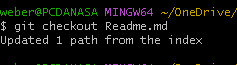 weber@PCDANASA MINGW64 ~/OneDrive/
$ git checkout Readme.md
Updated 1 path from the index